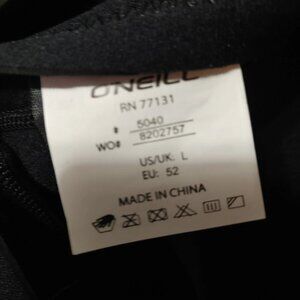 O'NEILL
RN 77131
# 5040
WO# 8202757
US/UK: L
EU: 52
MADE IN CHINA